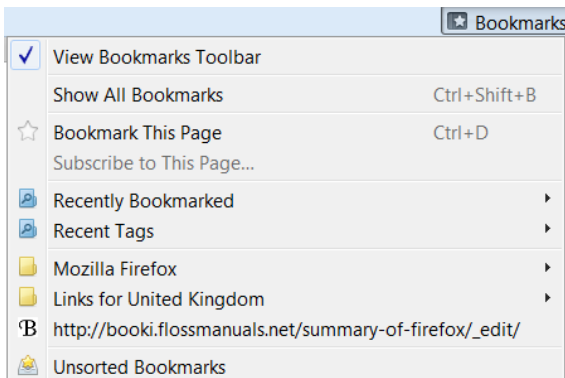 Bookmarks
View Bookmarks Toolbar
Show All Bookmarks Ctrl+Shift+B
Bookmark This Page Ctrl+D
Subscribe to This Page...
Recently Bookmarked
Recent Tags
Mozilla Firefox
Links for United Kingdom
B http://booki.flossmanuals.net/summary-of-firefox/_edit/
Unsorted Bookmarks